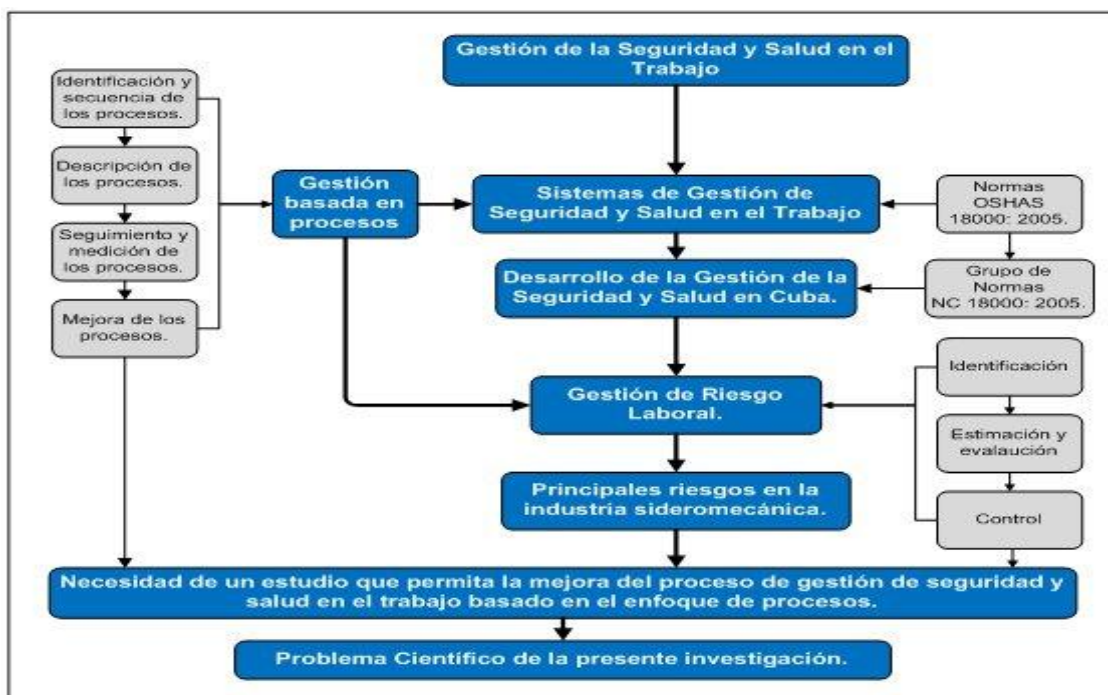 Gestión de la Seguridad y Salud en el
Trabajo
Identificación y
secuencia de
los procesos.
Descripción de
los procesos.
Seguimiento y
medición de
los procesos.
Mejora de los
procesos.
Gestión
basada en
procesos
Sistemas de Gestión de
Seguridad y Salud en el Trabajo
Normas
OSHAS
18000: 2005.
Desarrollo de la Gestión de la
Seguridad y Salud en Cuba.
Grupo de
Normas
NC 18000: 2005.
Gestión de Riesgo
Laboral.
Identificación
Estimación y
evalaución
Control
Principales riesgos en la
industria sideromecánica.
Necesidad de un estudio que permita la mejora del proceso de gestión de seguridad y
salud en el trabajo basado en el enfoque de procesos.
Problema Científico de la presente investigación.